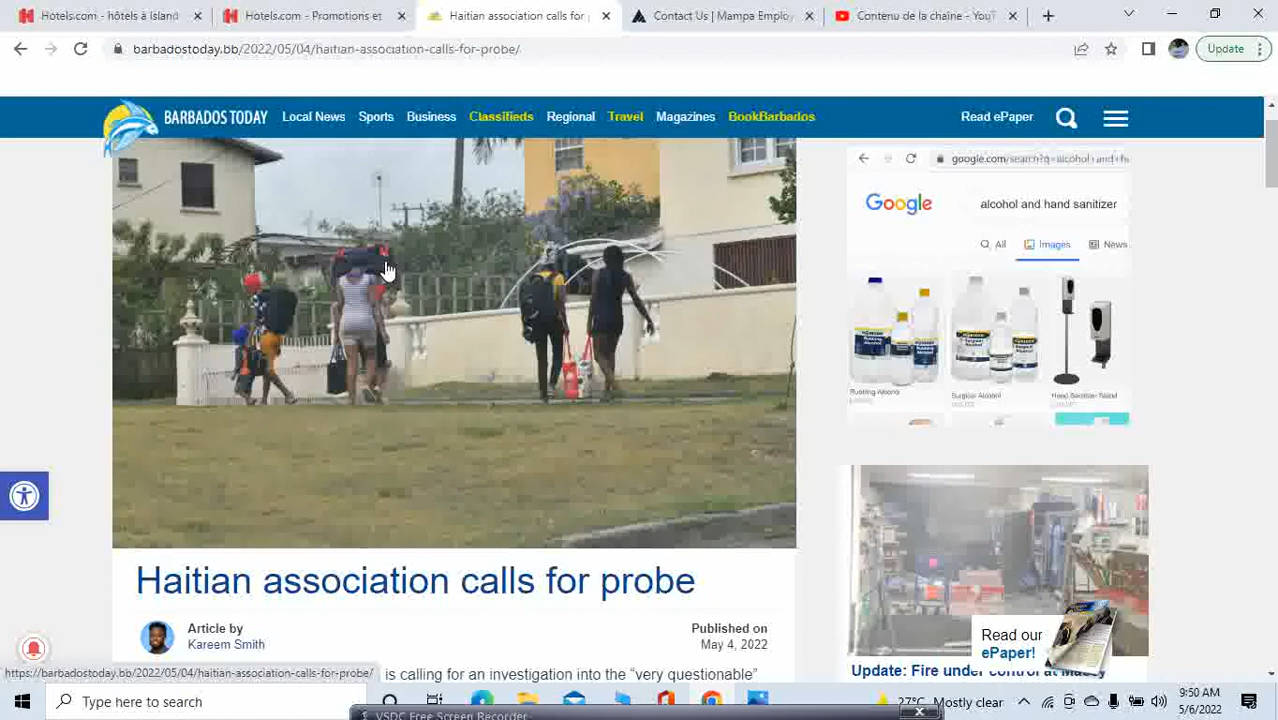 Hotels.com - hôtels à Island
Hotels.com - Promotions et
Haitian association calls for
Contact Us | Mampa Employ
Contenu de la chaîne - YouT
barbadostoday.bb/2022/05/04/haitian-association-calls-for-probe/
Update
BARBADOS TODAY
Local News
Sports
Business
Classifieds
Regional
Travel
Magazines
BookBarbados
Read ePaper
google.com/search?q=alcohol+and+h
Google
alcohol and hand sanitizer
All
Images
News
Rubbing Alcohol
Surgical Alcohol
Hand Sanitizer Stand
Haitian association calls for probe
Article by
Kareem Smith
Published on
May 4, 2022
is calling for an investigation into the “very questionable”
Read our
ePaper!
Update: Fire under control at
https://barbadostoday.bb/2022/05/04/haitian-association-calls-for-probe/
Type here to search
27°C Mostly clear
9:50 AM
5/6/2022
VSDC Free Screen Recorder